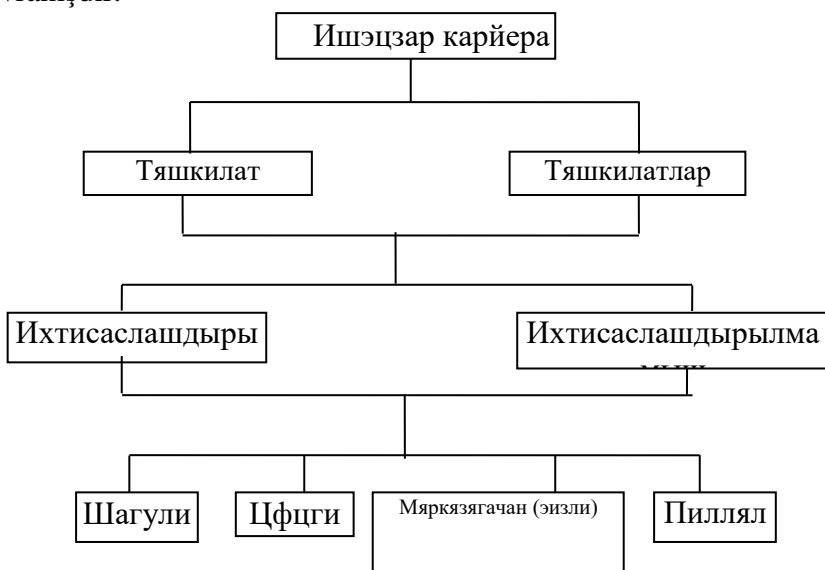 Ишэцзар карйера
Тяшкилат
Тяшкилатлар
Ихтисаслашдыры
Ихтисаслашдырылма
Шагули
Цфцги
Мяркязягачан (эизли)
Пиллял